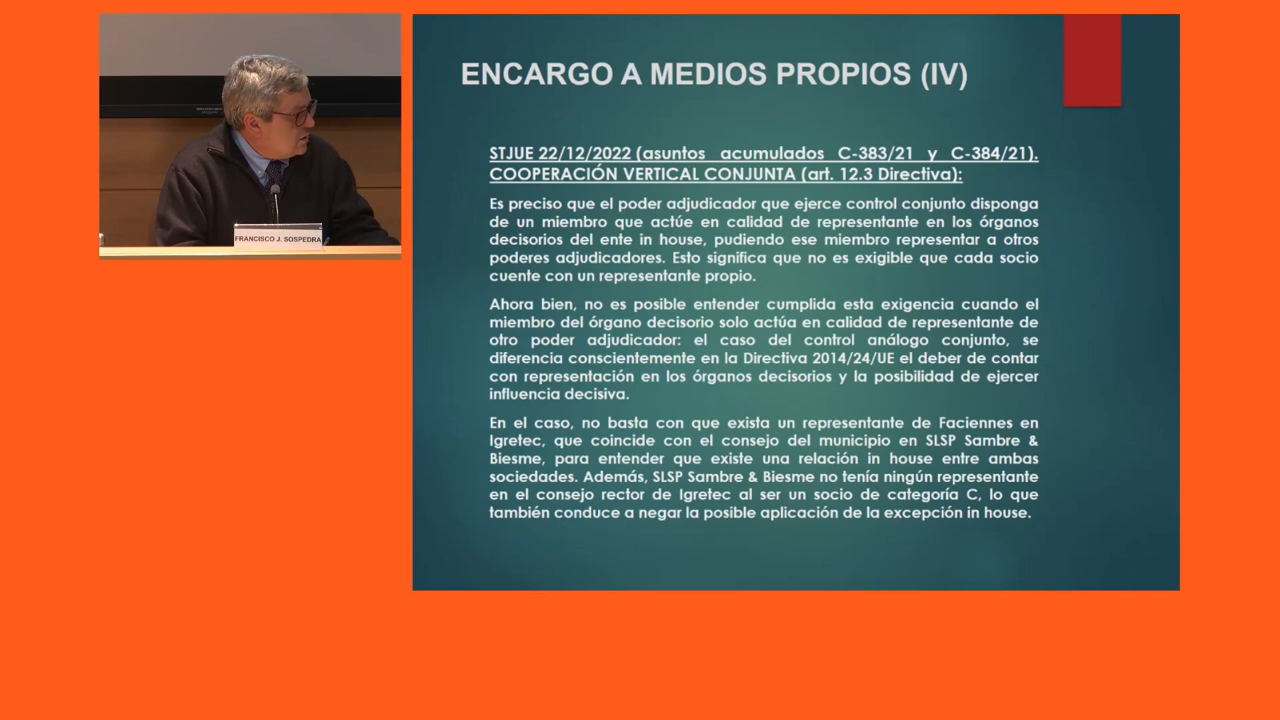 FRANCISCO J. SOSPEDRA
ENCARGO A MEDIOS PROPIOS (IV)
STJUE 22/12/2022 (asuntos acumulados C-383/21 y C-384/21).
COOPERACIÓN VERTICAL CONJUNTA (art. 12.3 Directiva):
Es preciso que el poder adjudicador que ejerce control conjunto disponga
de un miembro que actúe en calidad de representante en los órganos
decisorios del ente in house, pudiendo ese miembro representar a otros
poderes adjudicadores. Esto significa que no es exigible que cada socio
cuente con un representante propio.
Ahora bien, no es posible entender cumplida esta exigencia cuando el
miembro del órgano decisorio solo actúa en calidad de representante de
otro poder adjudicador: el caso del control análogo conjunto, se
diferencia conscientemente en la Directiva 2014/24/UE el deber de contar
con representación en los órganos decisorios y la posibilidad de ejercer
influencia decisiva.
En el caso, no basta con que exista un representante de Faciennes en
Igretec, que coincide con el consejo del municipio en SLSP Sambre &
Biesme, para entender que existe una relación in house entre ambas
sociedades. Además, SLSP Sambre & Biesme no tenía ningún representante
en el consejo rector de Igretec al ser un socio de categoría C, lo que
también conduce a negar la posible aplicación de la excepción in house.